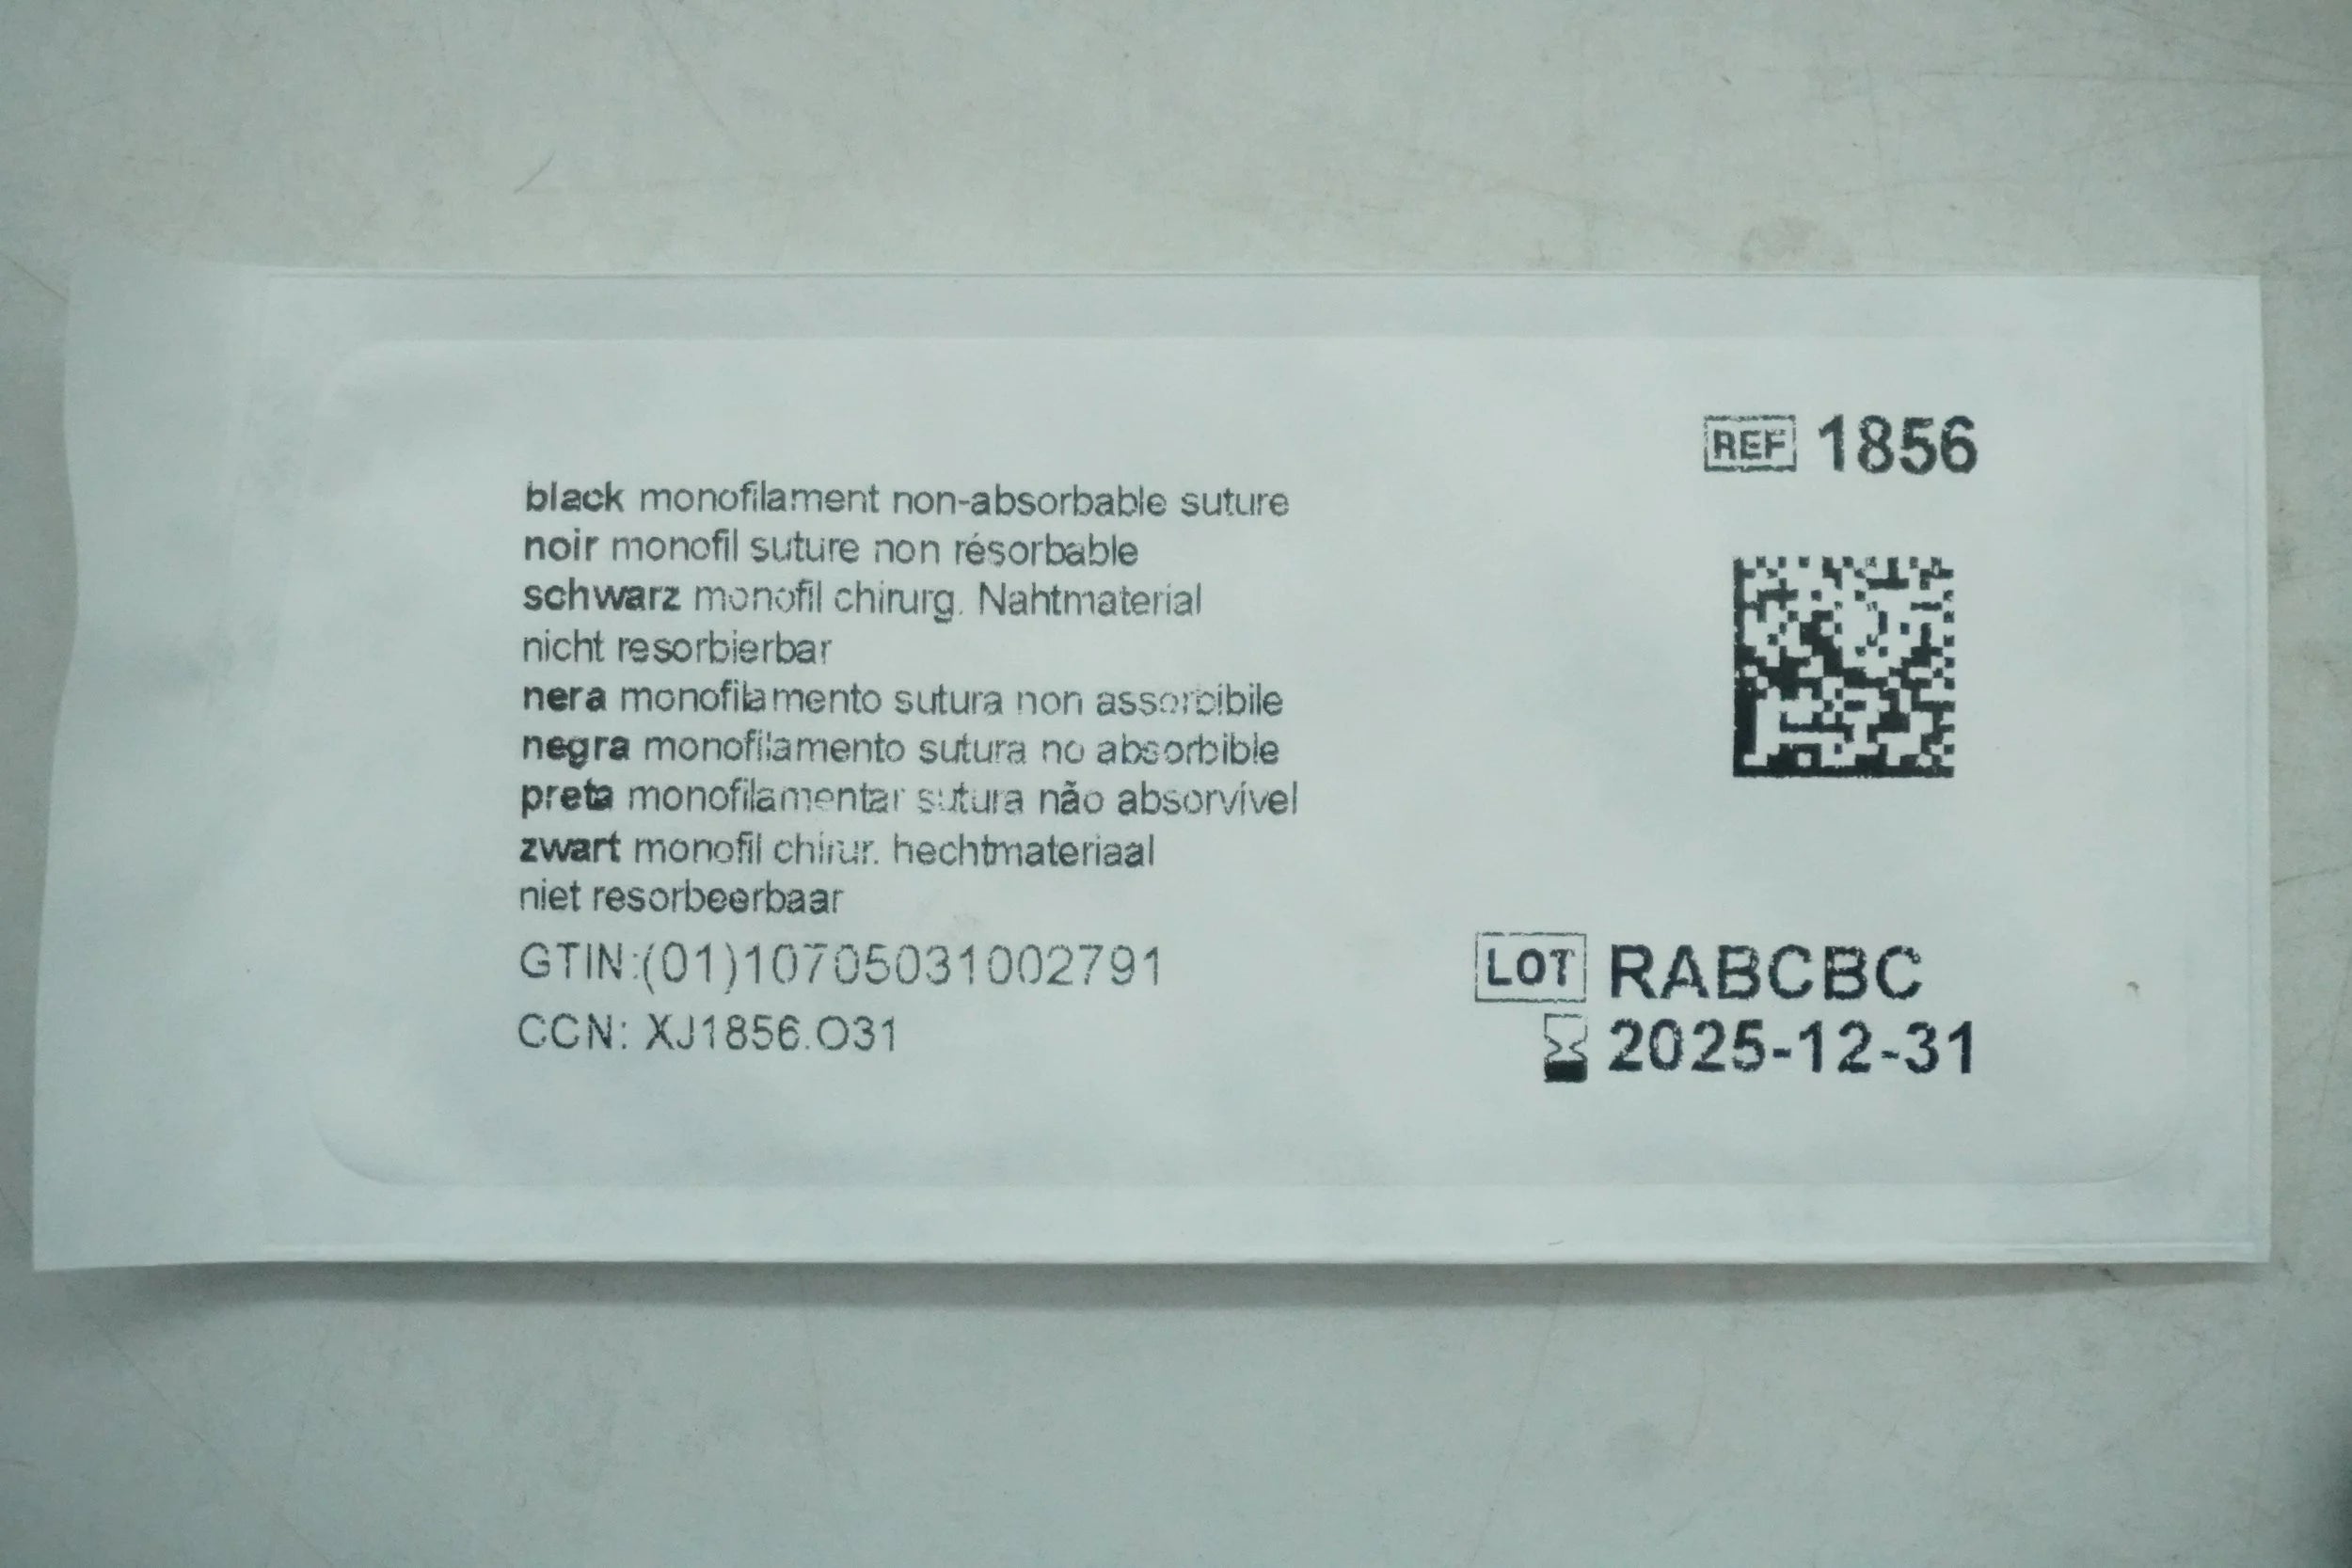 REF 1856
black monofilament non-absorbable suture
noir monofil suture non résorbable
schwarz monofil chirurg. Nahtmaterial
nicht resorbierbar
nera monofilamento sutura non assorbibile
negra monofilamento sutura no absorbible
preta monofilamentar sutura não absorvível
zwart monofil chirur. hechtmateriaal
niet resorbeerbaar
GTIN:(01)10705031002791
CCN: XJ1856.O31
LOT RABCBC
2025-12-31